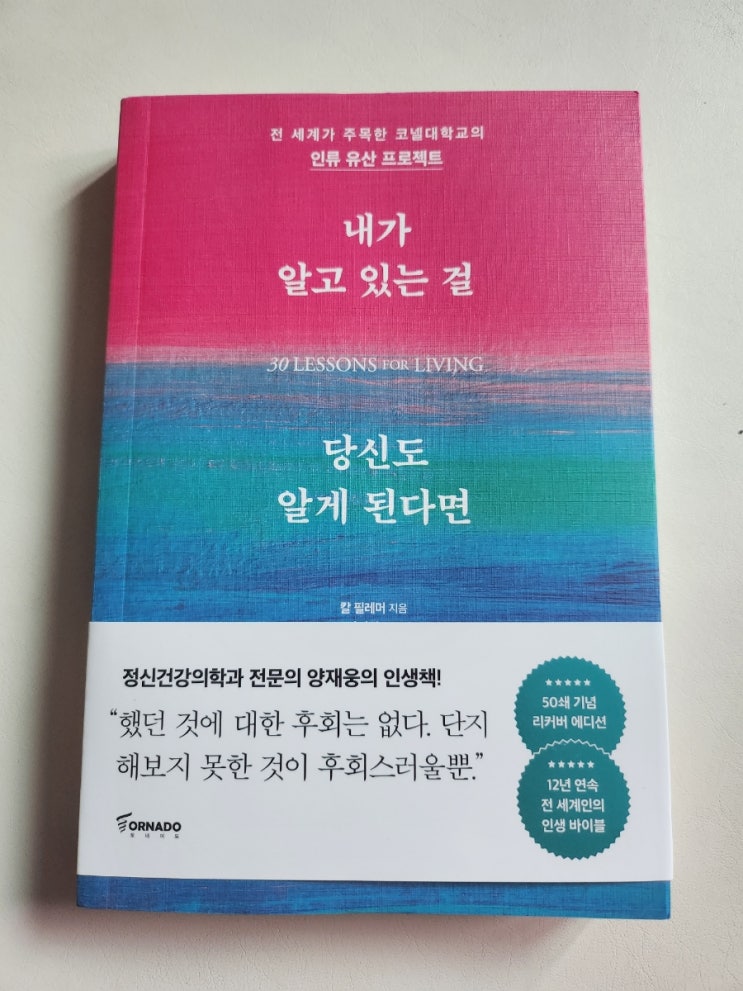 전 세계가 주목한 코넬대학교의
인류 유산 프로젝트
내가
알고 있는 걸
30 LESSONS FOR LIVING
당신도
알게 된다면
칼 필레머 지음
정신건강의학과 전문의 양재웅의 인생책!
“했던 것에 대한 후회는 없다. 단지
해보지 못한 것이 후회스러울뿐.”
★★★★★
50쇄 기념
리커버 에디션
★★★★★
12년 연속
전 세계인의
인생 바이블
TORNADO
토네이도